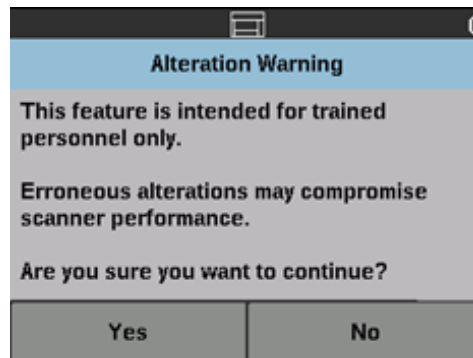 Alteration Warning
This feature is intended for trained
personnel only.
Erroneous alterations may compromise
scanner performance.
Are you sure you want to continue?
Yes
No